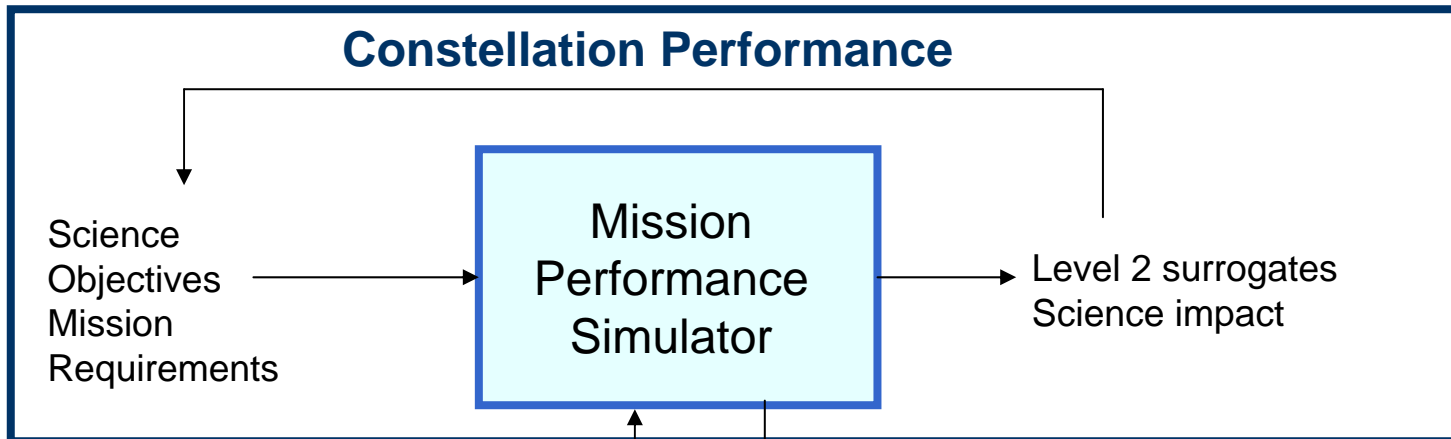 Constellation Performance
Science
Objectives
Mission
Requirements
Mission
Performance
Simulator
Level 2 surrogates
Science impact